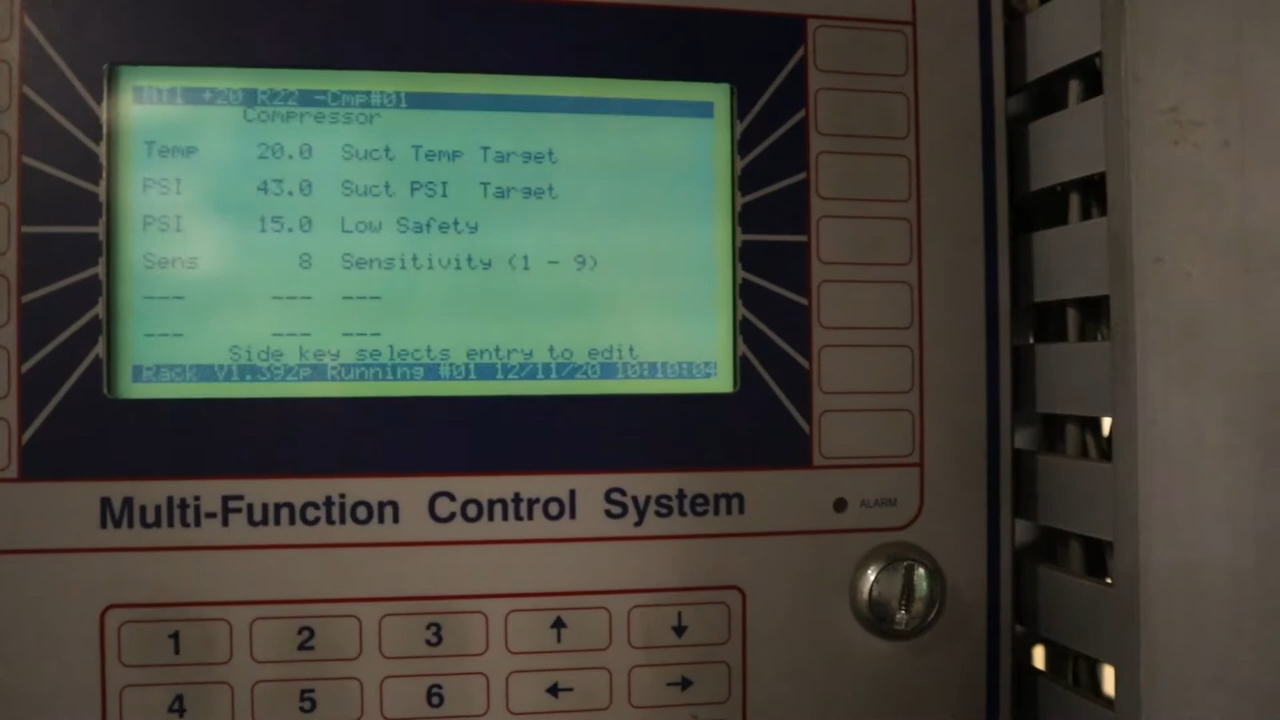 MT1 +20 R22 -Cmp#01
Compressor
Temp 20.0 Suct Temp Target
PSI 43.0 Suct PSI Target
PSI 15.0 Low Safety
Sens 8 Sensitivity (1 - 9)
--- --- ---
--- --- ---
Side key selects entry to edit
Rack V1.392p Running #01 12/11/20 10:10:04
Multi-Function Control System
ALARM
1 2 3 ↑ ↓
4 5 6 ← →